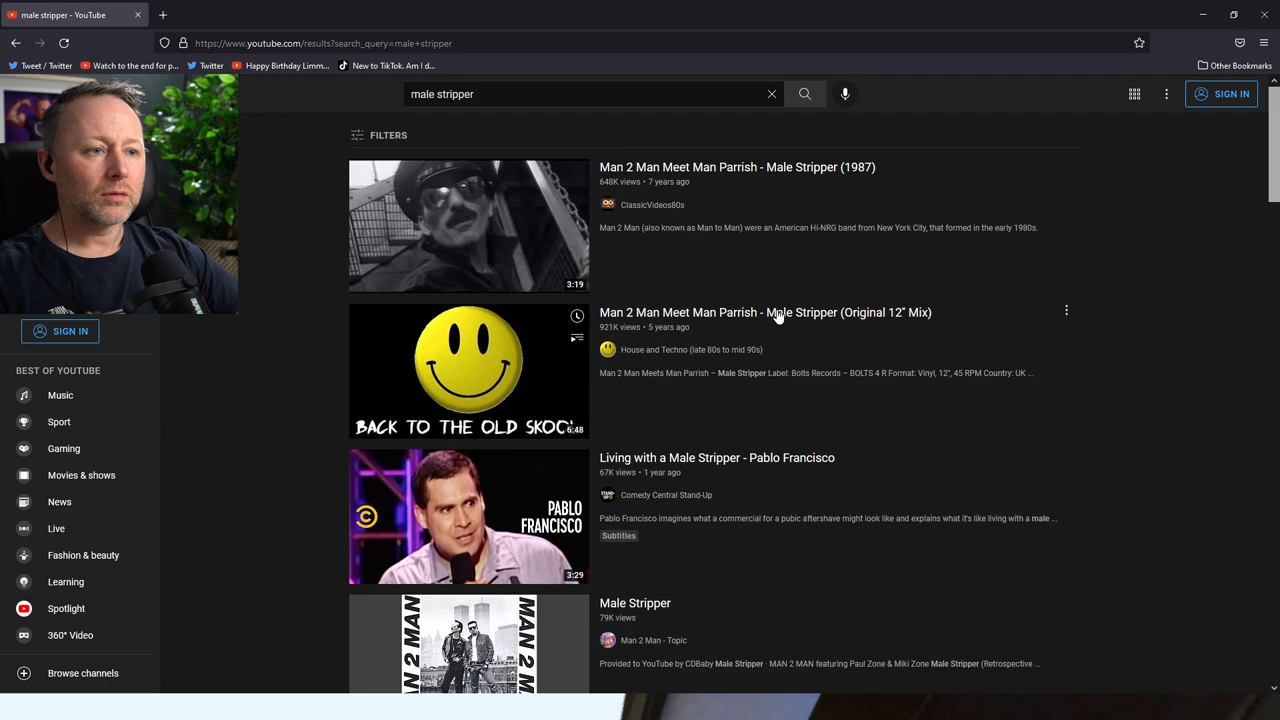 male stripper - YouTube
https://www.youtube.com/results?search_query=male+stripper
Tweet / Twitter
Watch to the end for p...
Twitter
Happy Birthday Limm...
New to TikTok. Am I d...
Other Bookmarks
male stripper
SIGN IN
FILTERS
Man 2 Man Meet Man Parrish - Male Stripper (1987)
648K views • 7 years ago
ClassicVideos80s
Man 2 Man (also known as Man to Man) were an American Hi-NRG band from New York City, that formed in the early 1980s.
3:19
Man 2 Man Meet Man Parrish - Male Stripper (Original 12" Mix)
921K views • 5 years ago
House and Techno (late 80s to mid 90s)
Man 2 Man Meets Man Parrish – Male Stripper Label: Bolts Records – BOLTS 4 R Format: Vinyl, 12", 45 RPM Country: UK ...
BACK TO THE OLD SKOOL
6:48
Living with a Male Stripper - Pablo Francisco
67K views • 1 year ago
Comedy Central Stand-Up
Pablo Francisco imagines what a commercial for a pubic aftershave might look like and explains what it's like living with a male ...
Subtitles
PABLO
FRANCISCO
3:29
Male Stripper
79K views
Man 2 Man - Topic
Provided to YouTube by CDBaby Male Stripper · MAN 2 MAN featuring Paul Zone & Miki Zone Male Stripper (Retrospective ...
MAN 2 MAN
MAN 2 MAN
SIGN IN
BEST OF YOUTUBE
Music
Sport
Gaming
Movies & shows
News
Live
Fashion & beauty
Learning
Spotlight
360° Video
Browse channels